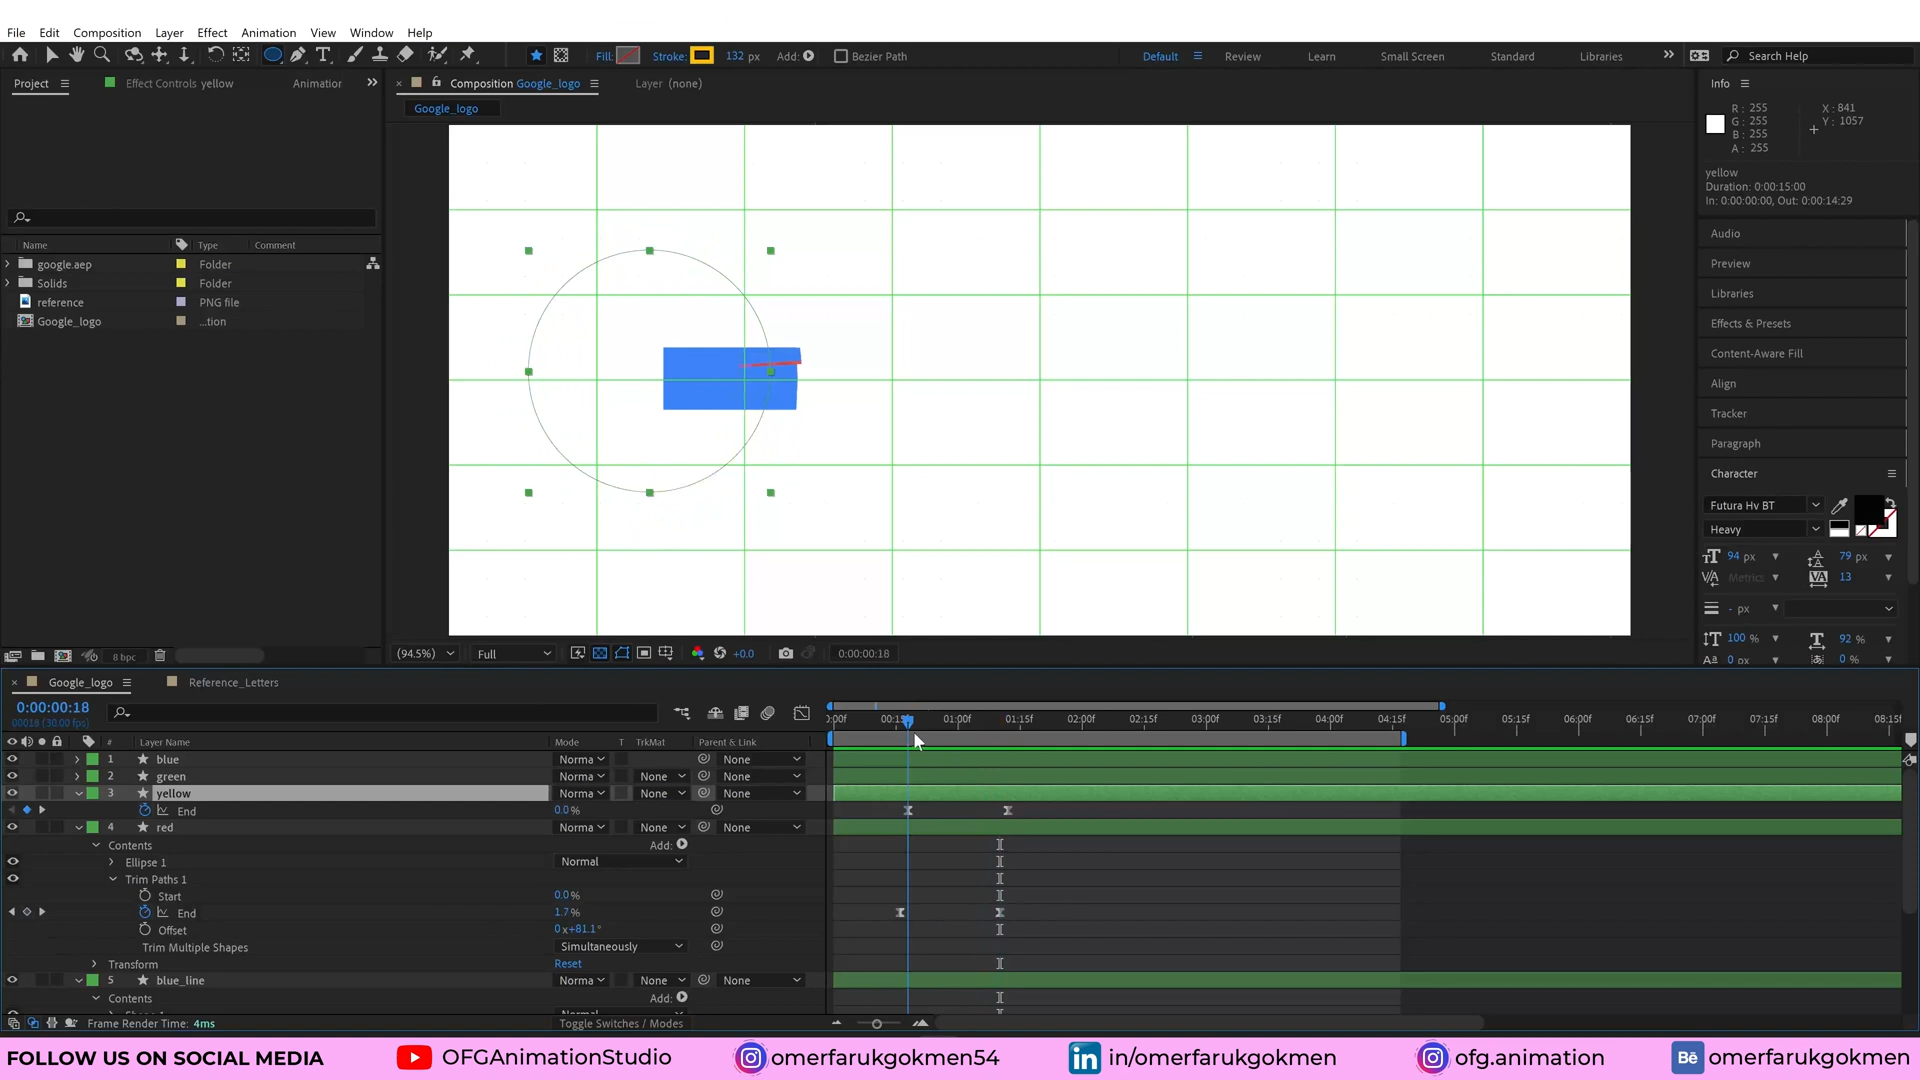 File Edit Composition Layer Effect Animation View Window Help
Fill: Stroke: 132 px Add: Bezier Path Default Review Learn Small Screen Standard Libraries Search Help
Project Effect Controls yellow Animation Composition Google_logo Layer (none) Info
Google_logo
R: 255 X: 841
G: 255 Y: 1057
B: 255
A: 255
yellow
Duration: 0:00:15:00
In: 0:00:00:00, Out: 0:00:14:29
Name Type Comment
google.aep Folder
Solids Folder
reference PNG file
Google_logo ...tion
Audio
Preview
Libraries
Effects & Presets
Content-Aware Fill
Align
Tracker
Paragraph
Character
Futura Hv BT
Heavy
94 px 79 px
Metrics 13
- px
100 % 92 %
0 px 0 %
8 bpc (94.5%) Full +0.0 0:00:00:18
Google_logo Reference_Letters
0:00:00:18
00018 (30.00 fps)
0:00f 00:15f 01:00f 01:15f 02:00f 02:15f 03:00f 03:15f 04:00f 04:15f 05:00f 05:15f 06:00f 06:15f 07:00f 07:15f 08:00f 08:15f
# Layer Name Mode T TrkMat Parent & Link
1 blue Norma None
2 green Norma None None
3 yellow Norma None None
End 0.0 %
4 red Norma None None
Contents Add:
Ellipse 1 Normal
Trim Paths 1
Start 0.0 %
End 1.7 %
Offset 0 x+81.1°
Trim Multiple Shapes Simultaneously
Transform Reset
5 blue_line Norma None None
Contents Add:
Frame Render Time: 4ms Toggle Switches / Modes
FOLLOW US ON SOCIAL MEDIA OFGAnimationStudio omerfarukgokmen54 in/omerfarukgokmen ofg.animation Bē omerfarukgokmen